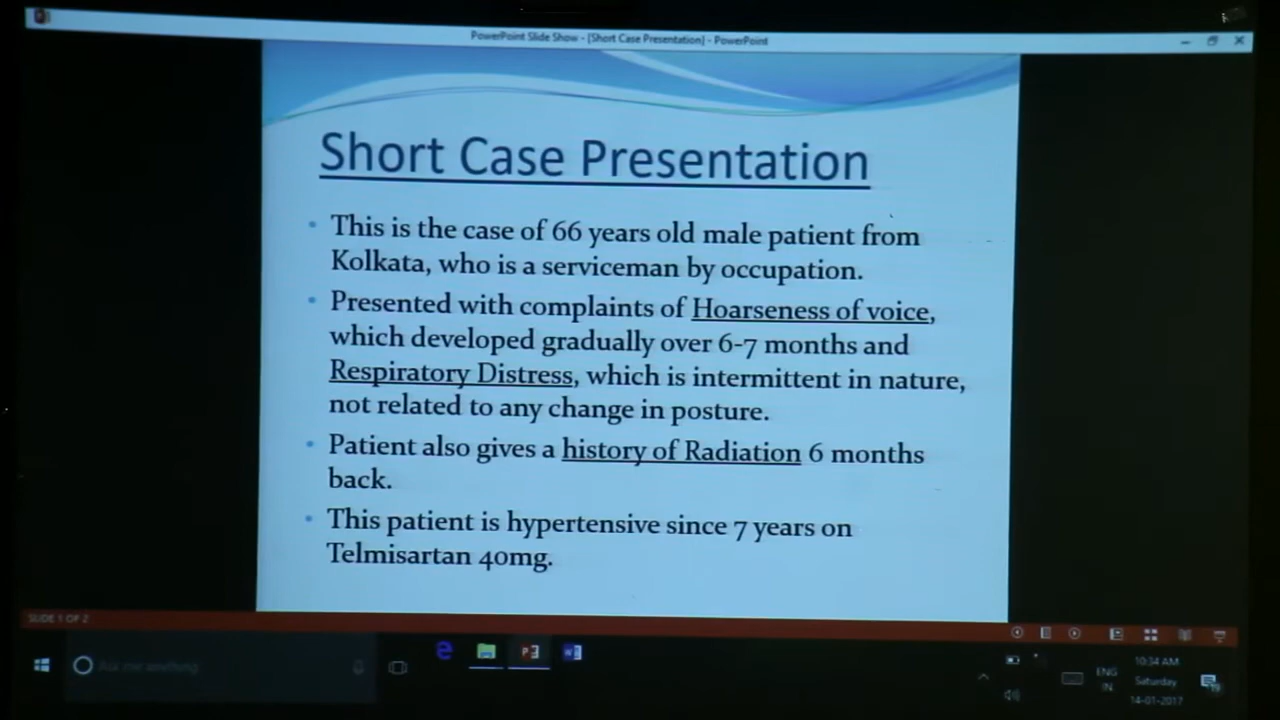 PowerPoint Slide Show - [Short Case Presentation] - PowerPoint
Short Case Presentation
• This is the case of 66 years old male patient from
Kolkata, who is a serviceman by occupation.
• Presented with complaints of Hoarseness of voice,
which developed gradually over 6-7 months and
Respiratory Distress, which is intermittent in nature,
not related to any change in posture.
• Patient also gives a history of Radiation 6 months
back.
• This patient is hypertensive since 7 years on
Telmisartan 40mg.
SLIDE 1 OF 2
Ask me anything
ENG
IN
10:34 AM
Saturday
14-01-2017